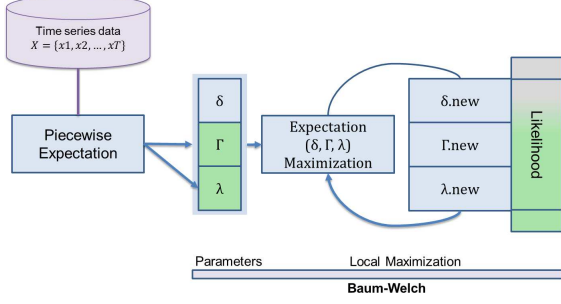 Time series data
X = {x1, x2, ..., xT}
Piecewise
Expectation
δ
Γ
λ
Expectation
(δ, Γ, λ)
Maximization
δ.new
Γ.new
λ.new
Likelihood
Parameters
Local Maximization
Baum-Welch